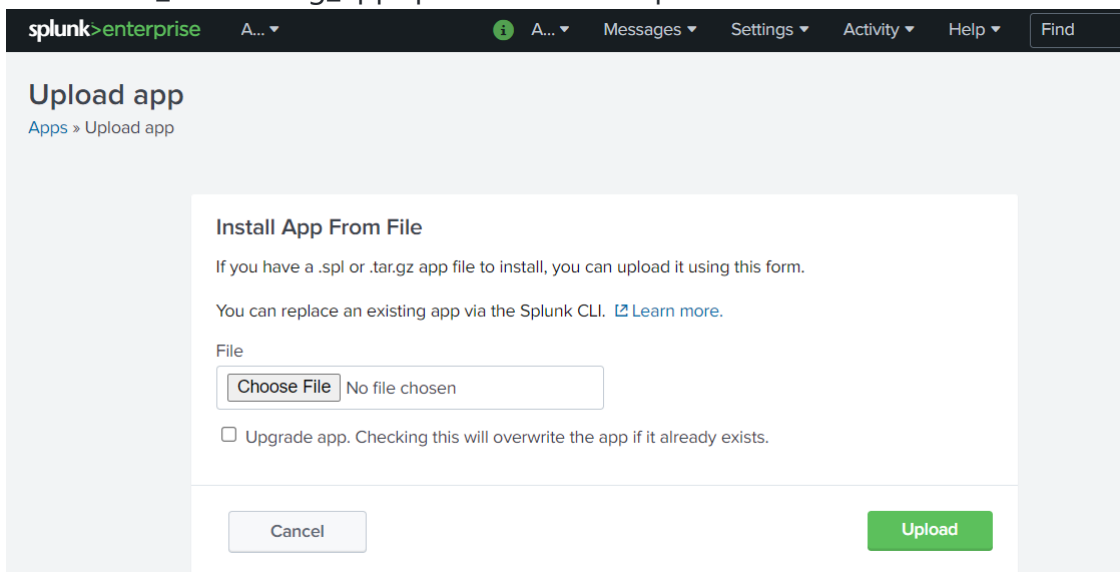 splunk>enterprise A... ▾ i A... ▾ Messages ▾ Settings ▾ Activity ▾ Help ▾ Find
Upload app
Apps » Upload app
Install App From File
If you have a .spl or .tar.gz app file to install, you can upload it using this form.
You can replace an existing app via the Splunk CLI. Learn more.
File
Choose File No file chosen
Upgrade app. Checking this will overwrite the app if it already exists.
Cancel Upload